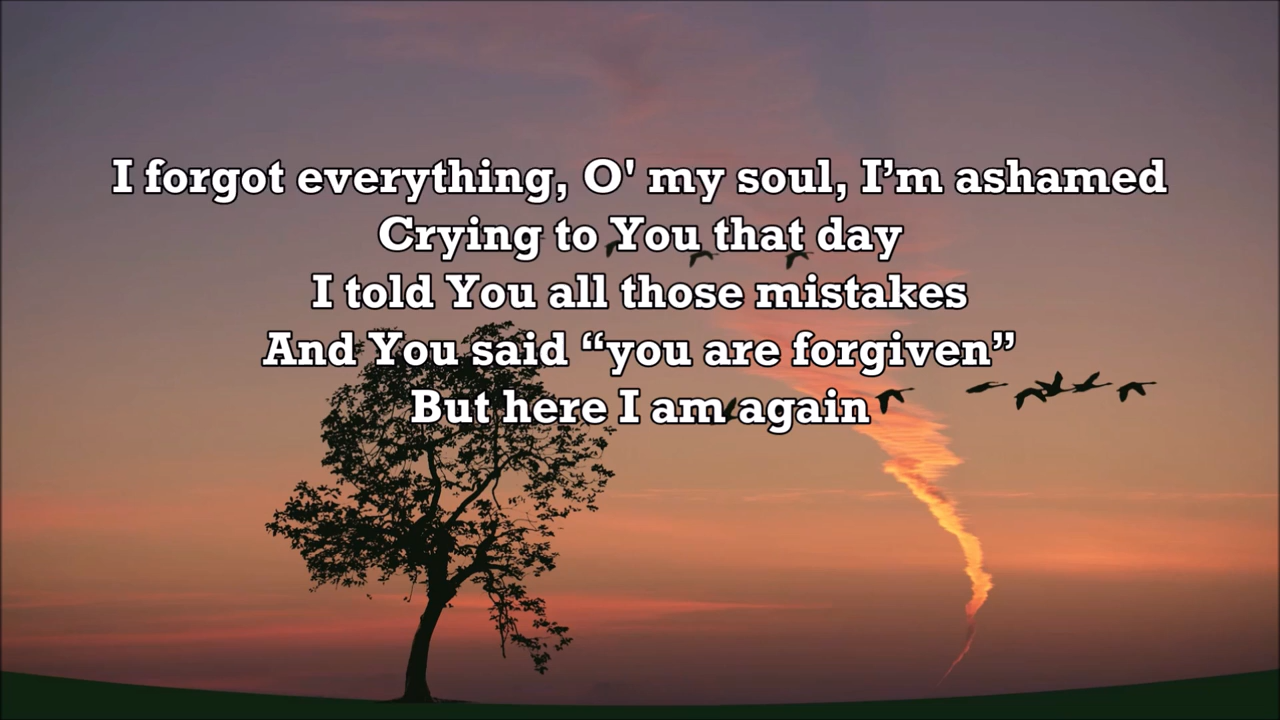 I forgot everything, O' my soul, I’m ashamed
Crying to You that day
I told You all those mistakes
And You said “you are forgiven”
But here I am again